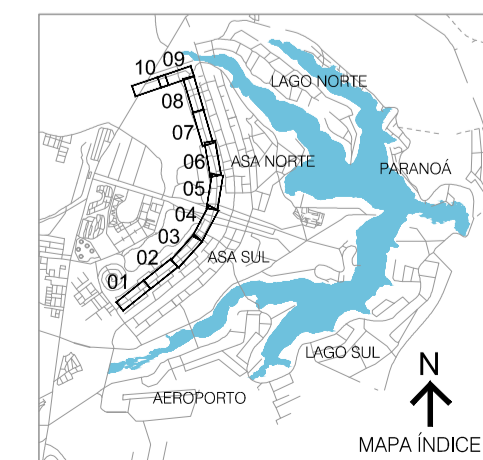 10 09
08
07
06
05
04
03
02
01
LAGO NORTE
ASA NORTE
PARANOÁ
ASA SUL
LAGO SUL
AEROPORTO
N
MAPA ÍNDICE